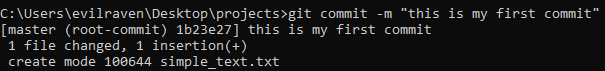 C:\Users\evilraven\Desktop\projects>git commit -m "this is my first commit"
[master (root-commit) 1b23e27] this is my first commit
 1 file changed, 1 insertion(+)
 create mode 100644 simple_text.txt